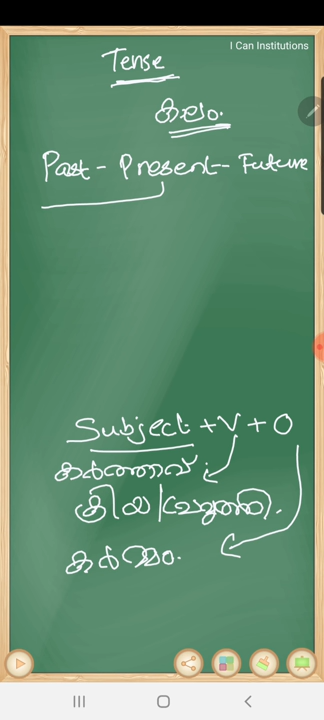 I Can Institutions
Tense
കാലം.
Past - Present - Future
Subject + V + O
കർത്താവ്
ക്രിയ / പ്രവൃത്തി.
കർമ്മം.